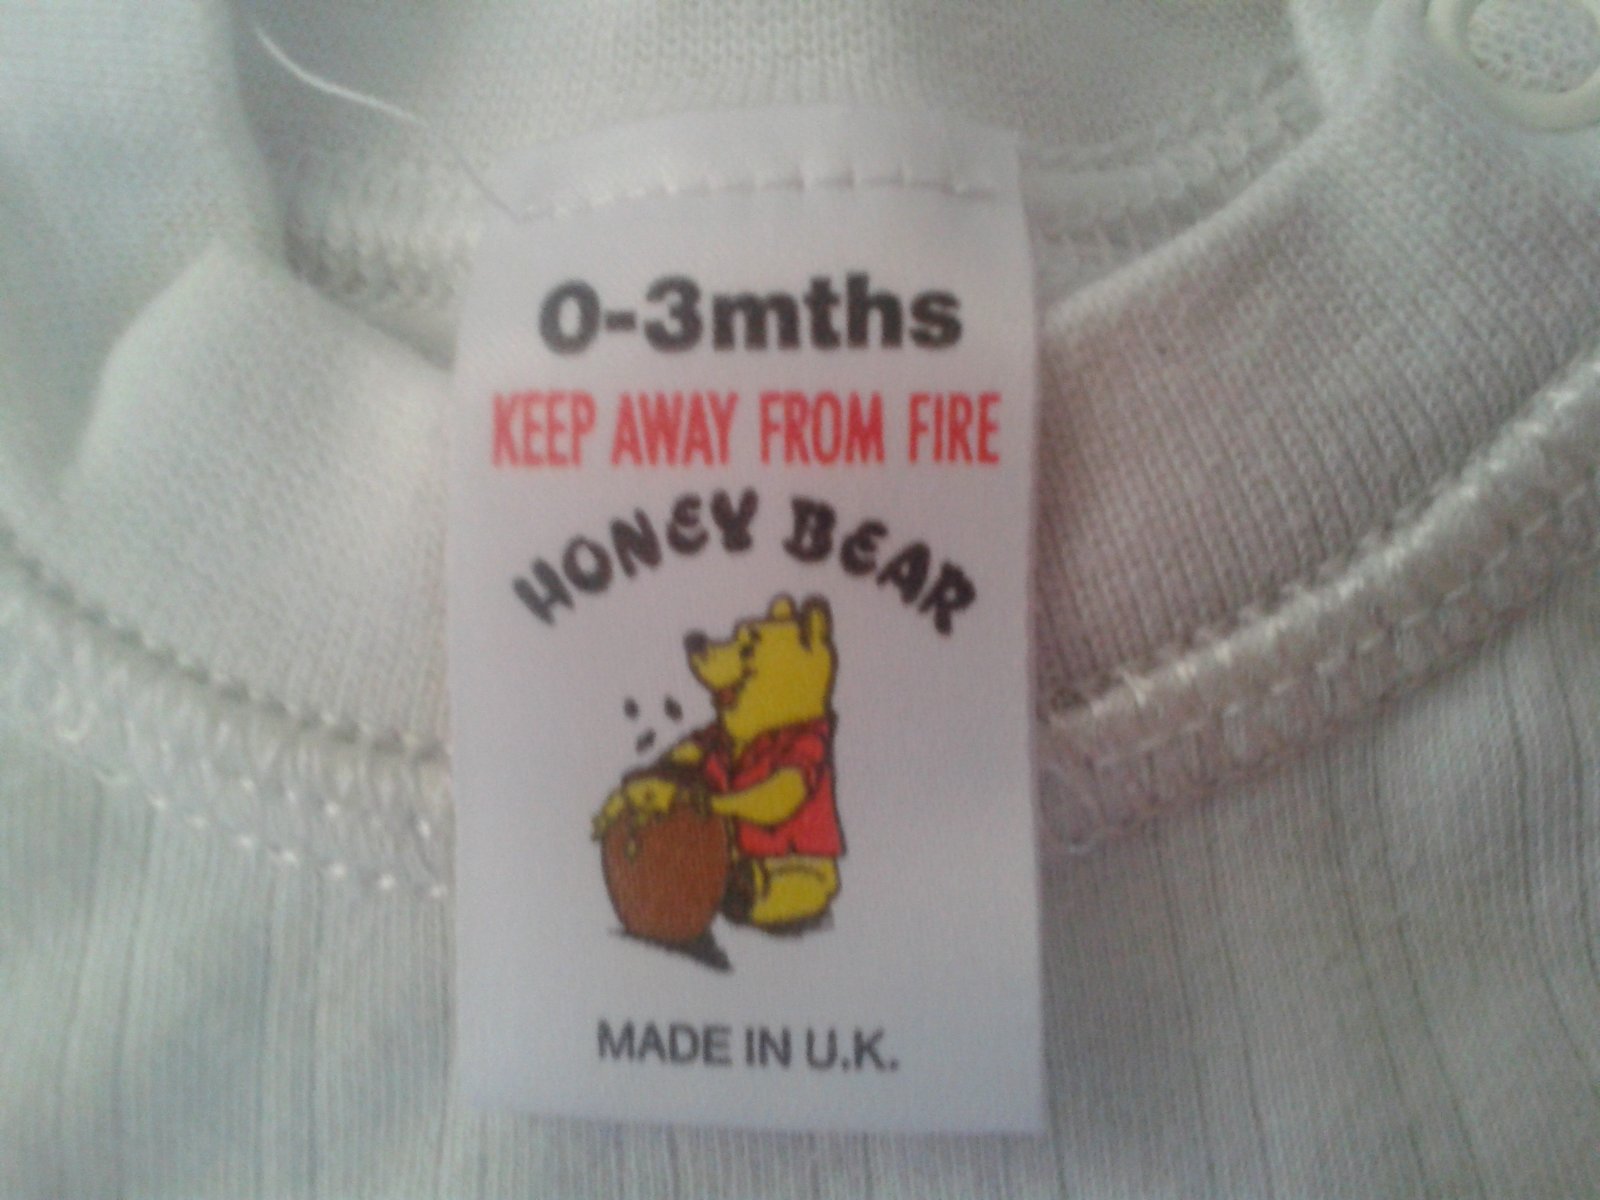 0-3mths
KEEP AWAY FROM FIRE
HONEY BEAR
MADE IN U.K.